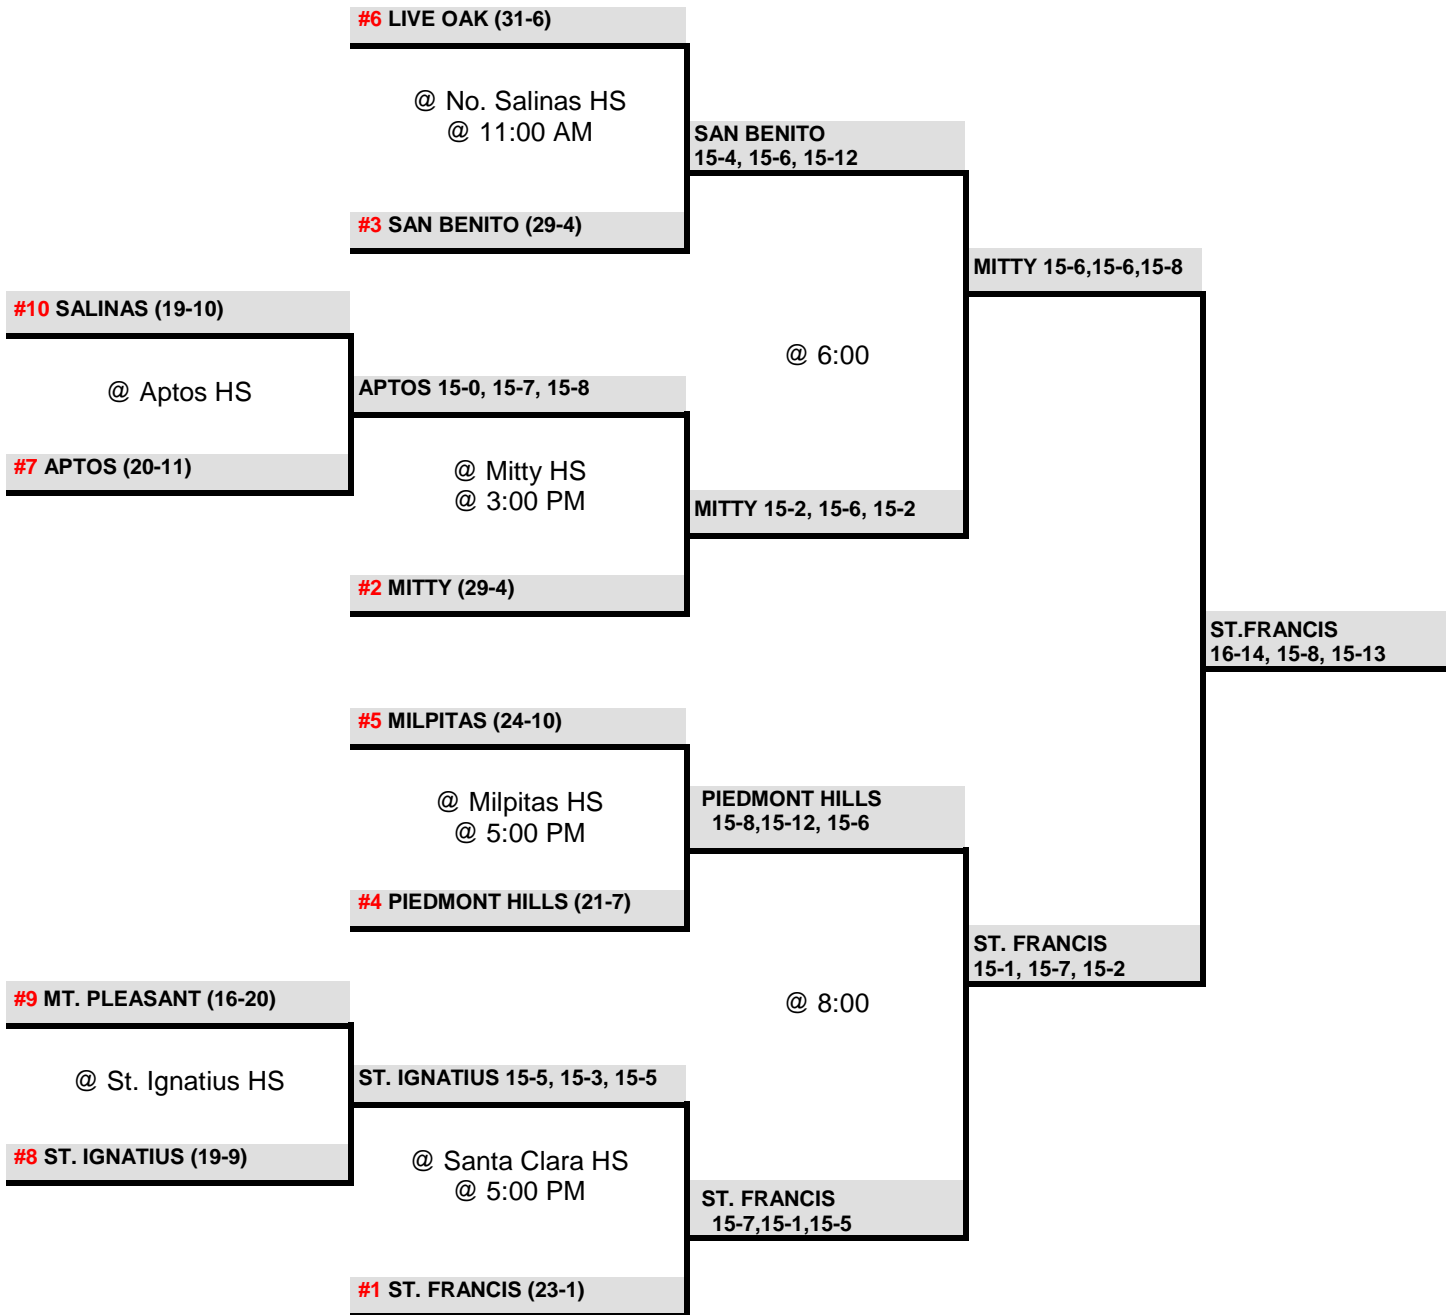 #6 LIVE OAK (31-6)
@ No. Salinas HS
@ 11:00 AM
SAN BENITO
15-4, 15-6, 15-12
#3 SAN BENITO (29-4)
MITTY 15-6,15-6,15-8
#10 SALINAS (19-10)
@ 6:00
@ Aptos HS
APTOS 15-0, 15-7, 15-8
#7 APTOS (20-11)
@ Mitty HS
@ 3:00 PM
MITTY 15-2, 15-6, 15-2
#2 MITTY (29-4)
ST.FRANCIS
16-14, 15-8, 15-13
#5 MILPITAS (24-10)
@ Milpitas HS
@ 5:00 PM
PIEDMONT HILLS
15-8,15-12, 15-6
#4 PIEDMONT HILLS (21-7)
ST. FRANCIS
15-1, 15-7, 15-2
#9 MT. PLEASANT (16-20)
@ 8:00
@ St. Ignatius HS
ST. IGNATIUS 15-5, 15-3, 15-5
#8 ST. IGNATIUS (19-9)
@ Santa Clara HS
@ 5:00 PM
ST. FRANCIS
15-7,15-1,15-5
#1 ST. FRANCIS (23-1)